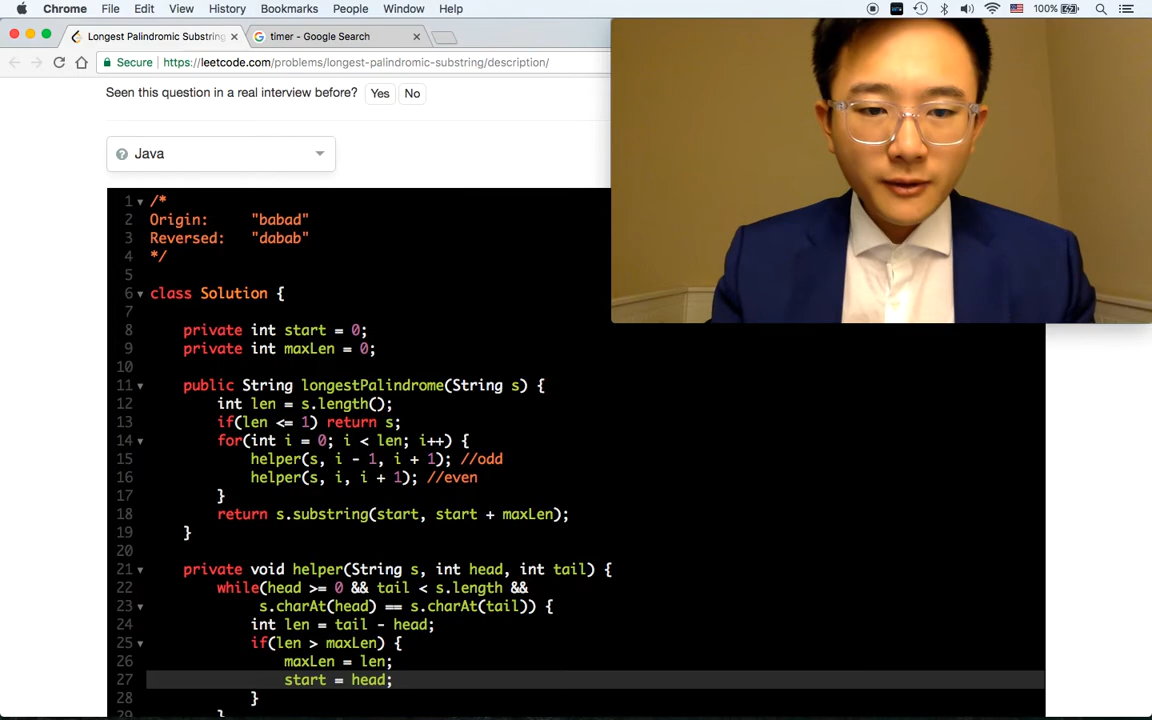 Chrome File Edit View History Bookmarks People Window Help 100%
Longest Palindromic Substring timer - Google Search
Secure https://leetcode.com/problems/longest-palindromic-substring/description/
Seen this question in a real interview before? Yes No
Java
1 /*
2 Origin: "babad"
3 Reversed: "dabab"
4 */
5
6 class Solution {
7
8 private int start = 0;
9 private int maxLen = 0;
10
11 public String longestPalindrome(String s) {
12 int len = s.length();
13 if(len <= 1) return s;
14 for(int i = 0; i < len; i++) {
15 helper(s, i - 1, i + 1); //odd
16 helper(s, i, i + 1); //even
17 }
18 return s.substring(start, start + maxLen);
19 }
20
21 private void helper(String s, int head, int tail) {
22 while(head >= 0 && tail < s.length &&
23 s.charAt(head) == s.charAt(tail)) {
24 int len = tail - head;
25 if(len > maxLen) {
26 maxLen = len;
27 start = head;
28 }
29 }